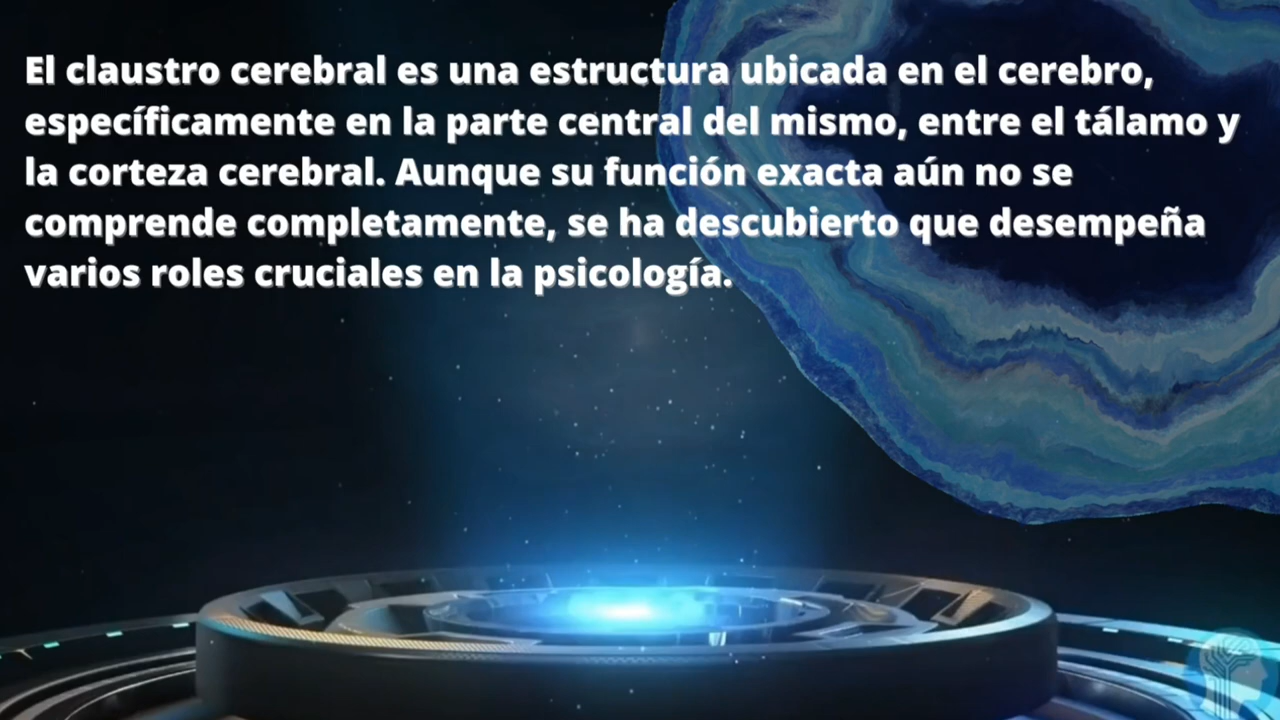 El claustro cerebral es una estructura ubicada en el cerebro,
específicamente en la parte central del mismo, entre el tálamo y
la corteza cerebral. Aunque su función exacta aún no se
comprende completamente, se ha descubierto que desempeña
varios roles cruciales en la psicología.